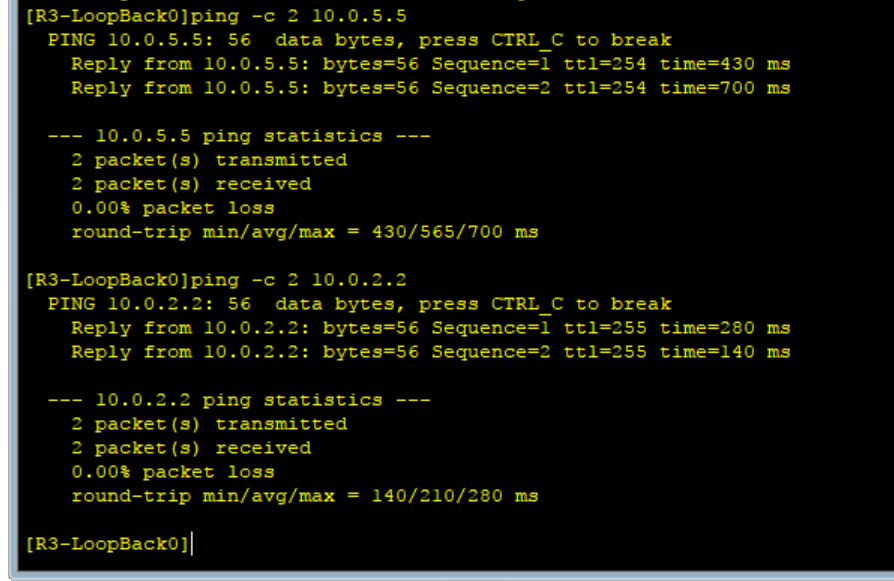 [R3-LoopBack0]ping -c 2 10.0.5.5
PING 10.0.5.5: 56  data bytes, press CTRL_C to break
Reply from 10.0.5.5: bytes=56 Sequence=1 ttl=254 time=430 ms
Reply from 10.0.5.5: bytes=56 Sequence=2 ttl=254 time=700 ms
--- 10.0.5.5 ping statistics ---
2 packet(s) transmitted
2 packet(s) received
0.00% packet loss
round-trip min/avg/max = 430/565/700 ms
[R3-LoopBack0]ping -c 2 10.0.2.2
PING 10.0.2.2: 56  data bytes, press CTRL_C to break
Reply from 10.0.2.2: bytes=56 Sequence=1 ttl=255 time=280 ms
Reply from 10.0.2.2: bytes=56 Sequence=2 ttl=255 time=140 ms
--- 10.0.2.2 ping statistics ---
2 packet(s) transmitted
2 packet(s) received
0.00% packet loss
round-trip min/avg/max = 140/210/280 ms
[R3-LoopBack0]